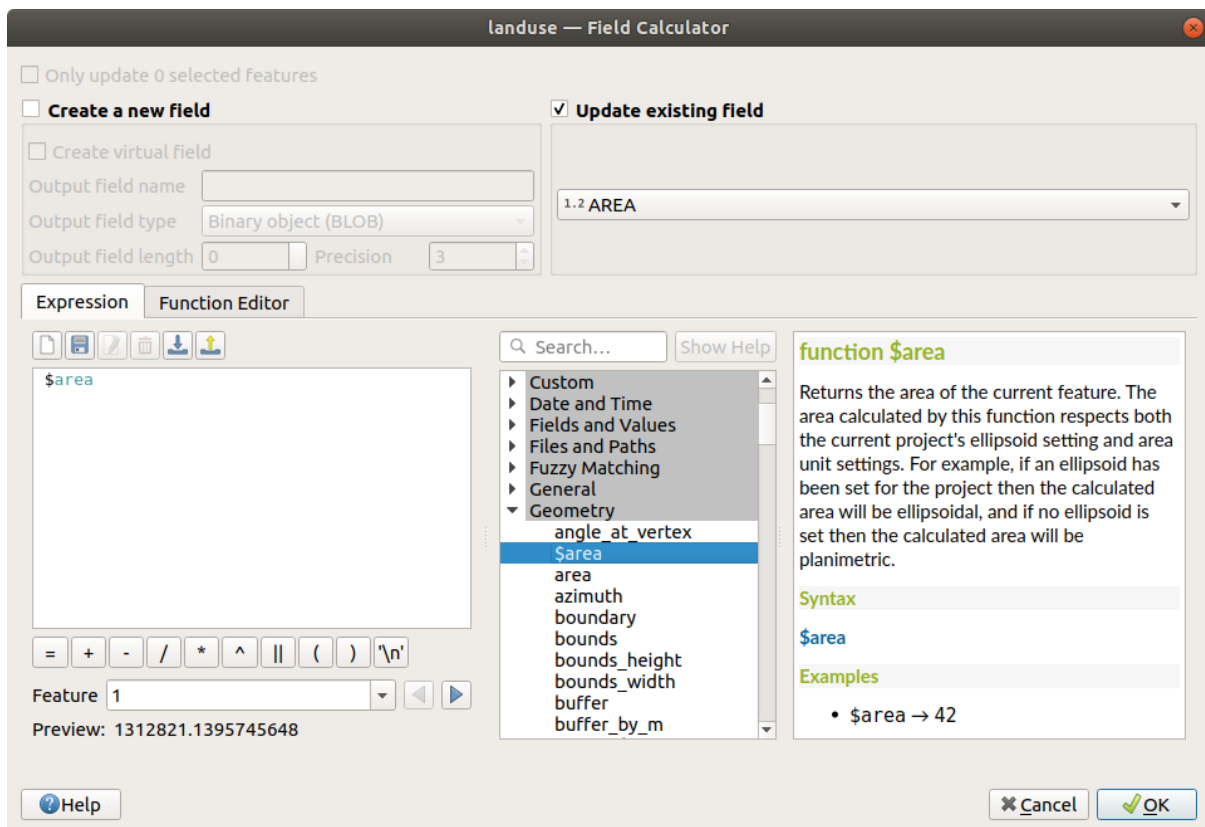 landuse — Field Calculator
Only update 0 selected features
Create a new field
Create virtual field
Output field name
Output field type Binary object (BLOB)
Output field length 0 Precision 3
Update existing field
1.2 AREA
Expression Function Editor
$area
= + - / * ^ || ( ) '\n'
Feature 1
Preview: 1312821.1395745648
Search... Show Help
Custom
Date and Time
Fields and Values
Files and Paths
Fuzzy Matching
General
Geometry
angle_at_vertex
$area
area
azimuth
boundary
bounds
bounds_height
bounds_width
buffer
buffer_by_m
function $area
Returns the area of the current feature. The
area calculated by this function respects both
the current project's ellipsoid setting and area
unit settings. For example, if an ellipsoid has
been set for the project then the calculated
area will be ellipsoidal, and if no ellipsoid is
set then the calculated area will be
planimetric.
Syntax
$area
Examples
• $area → 42
Help
Cancel
OK